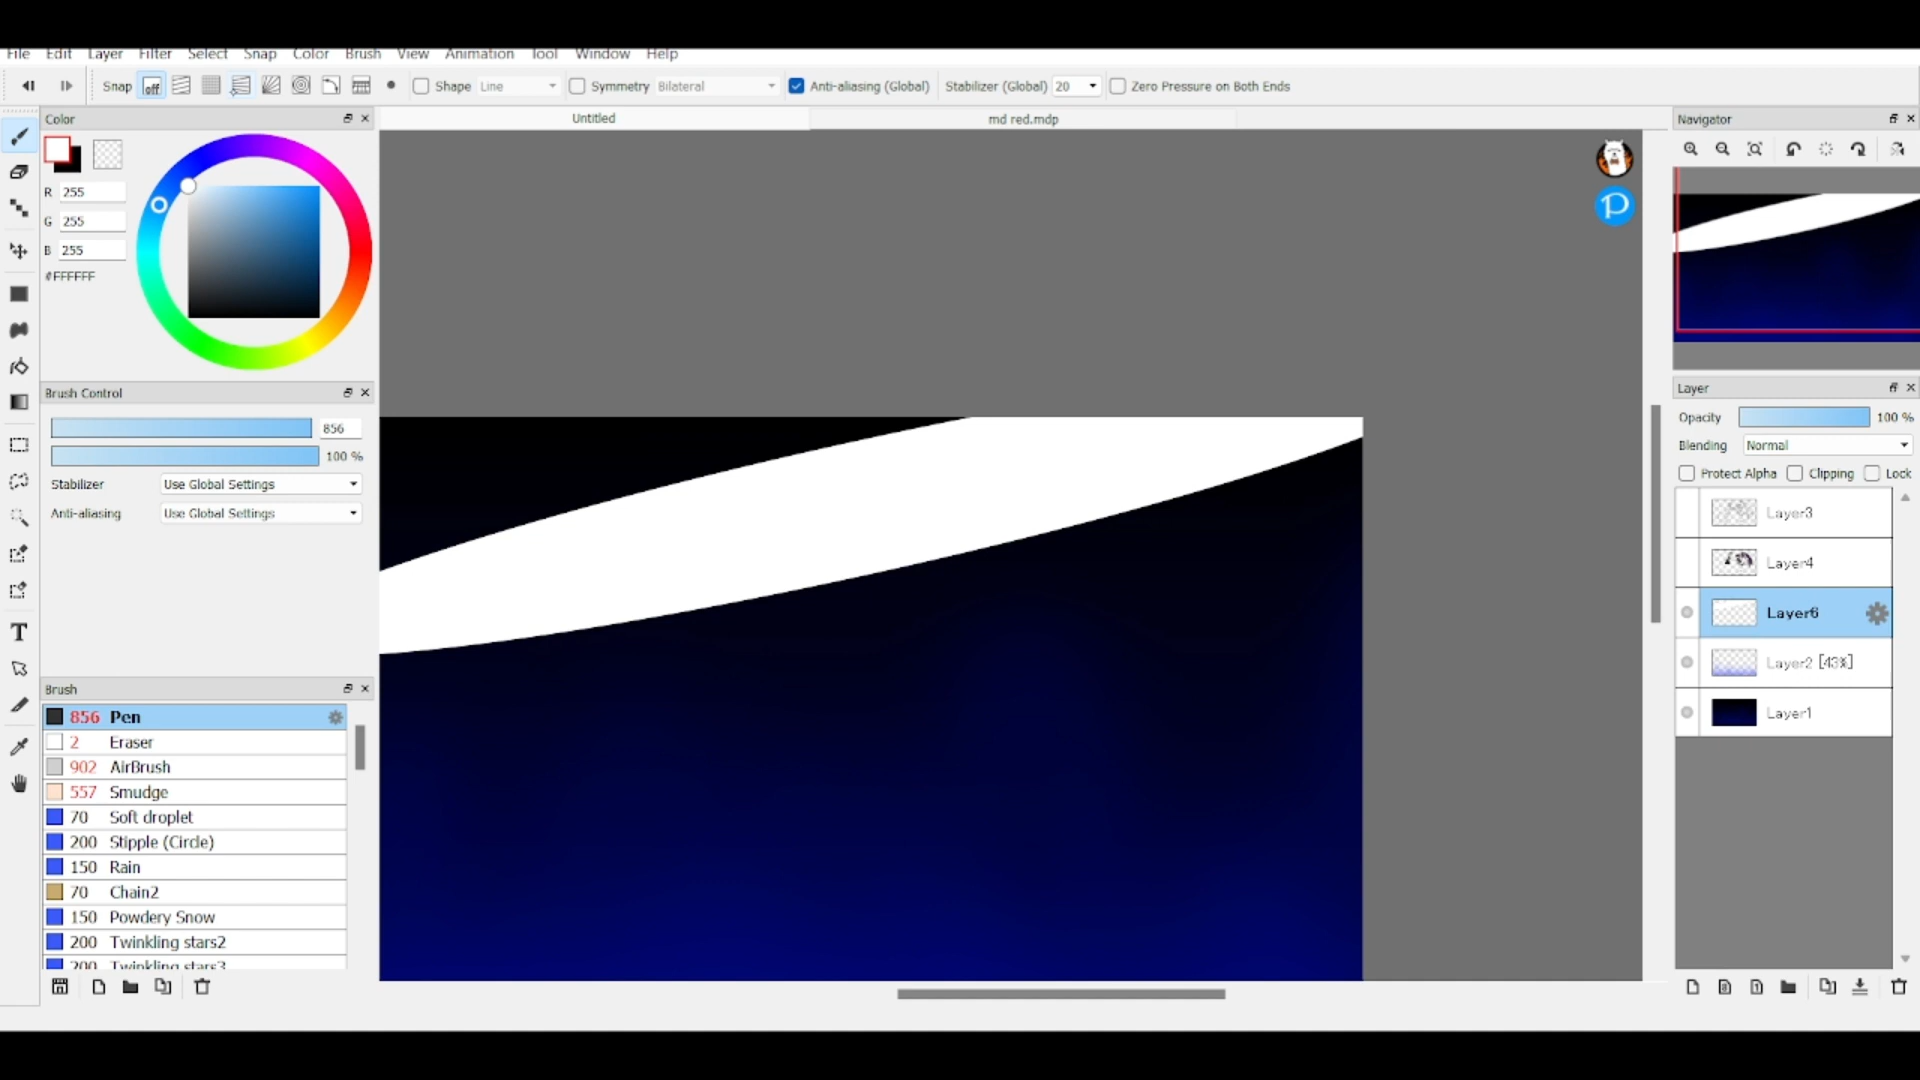 File Edit Layer Filter Select Snap Color Brush View Animation Tool Window Help
Snap off Shape Line Symmetry Bilateral Anti-aliasing (Global) Stabilizer (Global) 20 Zero Pressure on Both Ends
Color
R 255
G 255
B 255
#FFFFFF
Brush Control
856
100 %
Stabilizer Use Global Settings
Anti-aliasing Use Global Settings
Brush
856 Pen
2 Eraser
902 AirBrush
557 Smudge
70 Soft droplet
200 Stipple (Circle)
150 Rain
70 Chain2
150 Powdery Snow
200 Twinkling stars2
200 Twinkling stars3
Untitled
md red.mdp
Navigator
Layer
Opacity 100 %
Blending Normal
Protect Alpha Clipping Lock
Layer3
Layer4
Layer6
Layer2 [43%]
Layer1